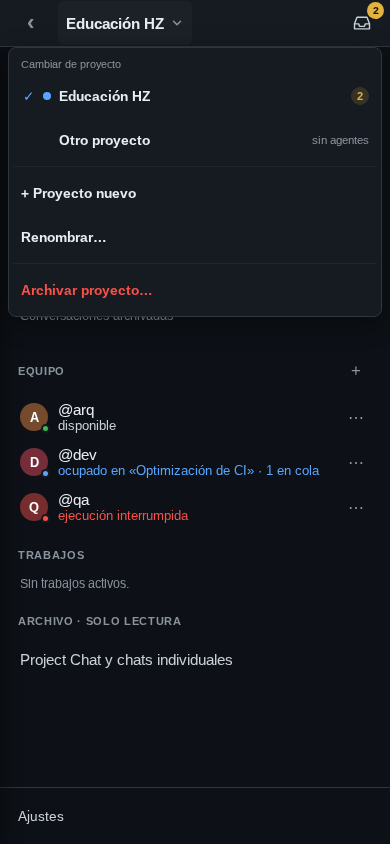 Educación HZ
2
Cambiar de proyecto
✓ Educación HZ 2
Otro proyecto sin agentes
+ Proyecto nuevo
Renombrar…
Archivar proyecto…
Conversaciones archivadas
EQUIPO +
A @arq
disponible
D @dev
ocupado en «Optimización de CI» · 1 en cola
Q @qa
ejecución interrumpida
TRABAJOS
Sin trabajos activos.
ARCHIVO · SOLO LECTURA
Project Chat y chats individuales
Ajustes